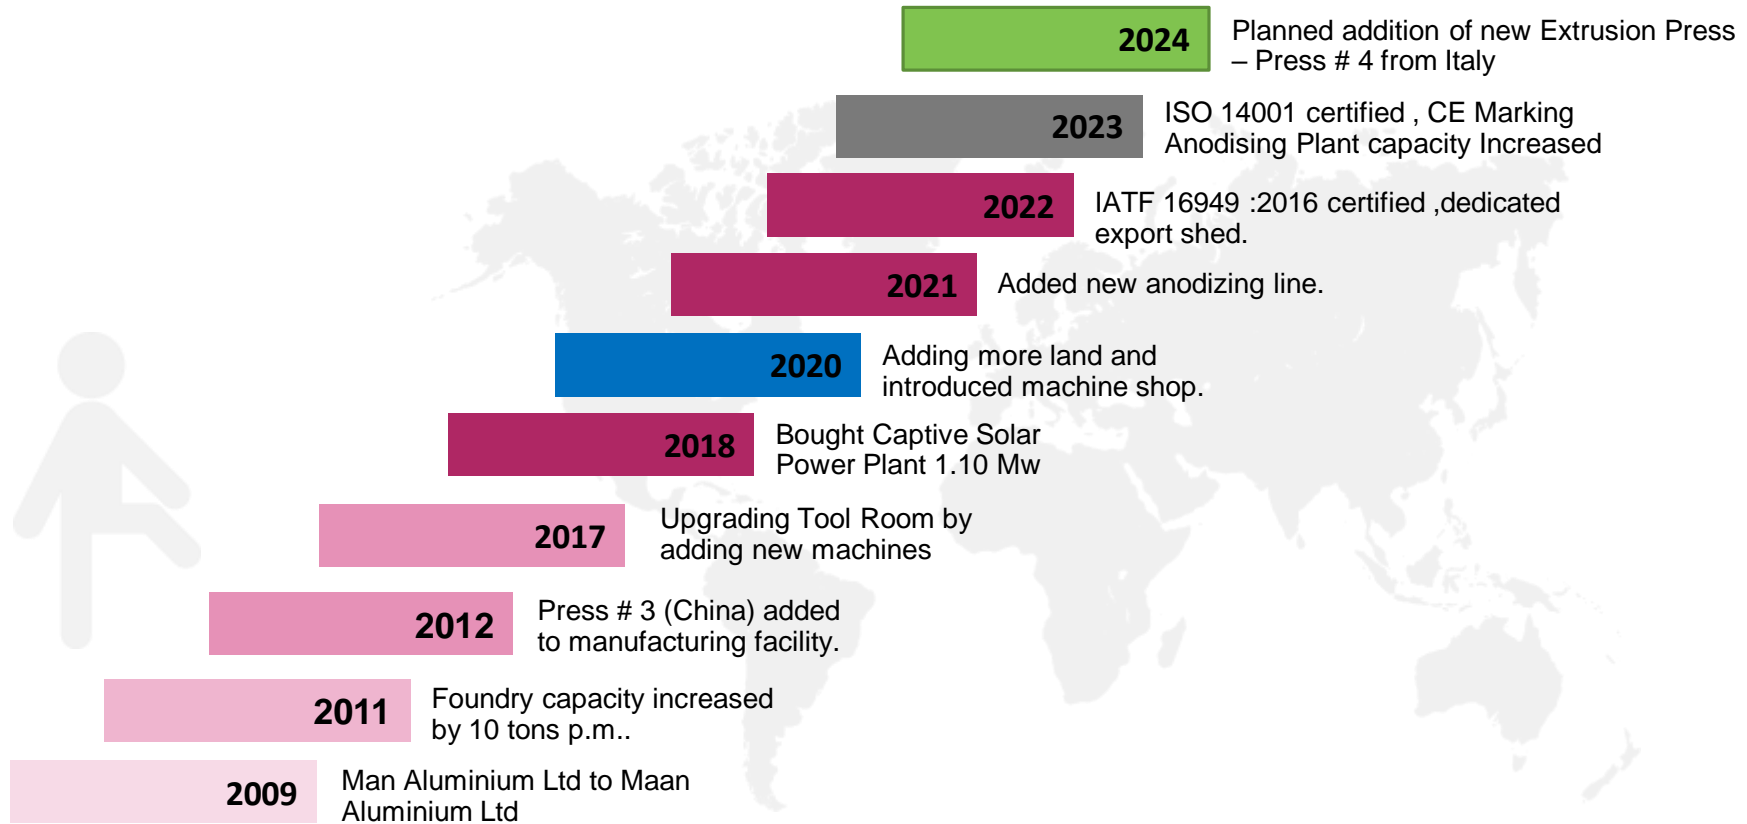 2024
Planned addition of new Extrusion Press
– Press # 4 from Italy
2023
ISO 14001 certified , CE Marking
Anodising Plant capacity Increased
2022
IATF 16949 :2016 certified ,dedicated
export shed.
2021
Added new anodizing line.
2020
Adding more land and
introduced machine shop.
2018
Bought Captive Solar
Power Plant 1.10 Mw
2017
Upgrading Tool Room by
adding new machines
2012
Press # 3 (China) added
to manufacturing facility.
2011
Foundry capacity increased
by 10 tons p.m..
2009
Man Aluminium Ltd to Maan
Aluminium Ltd